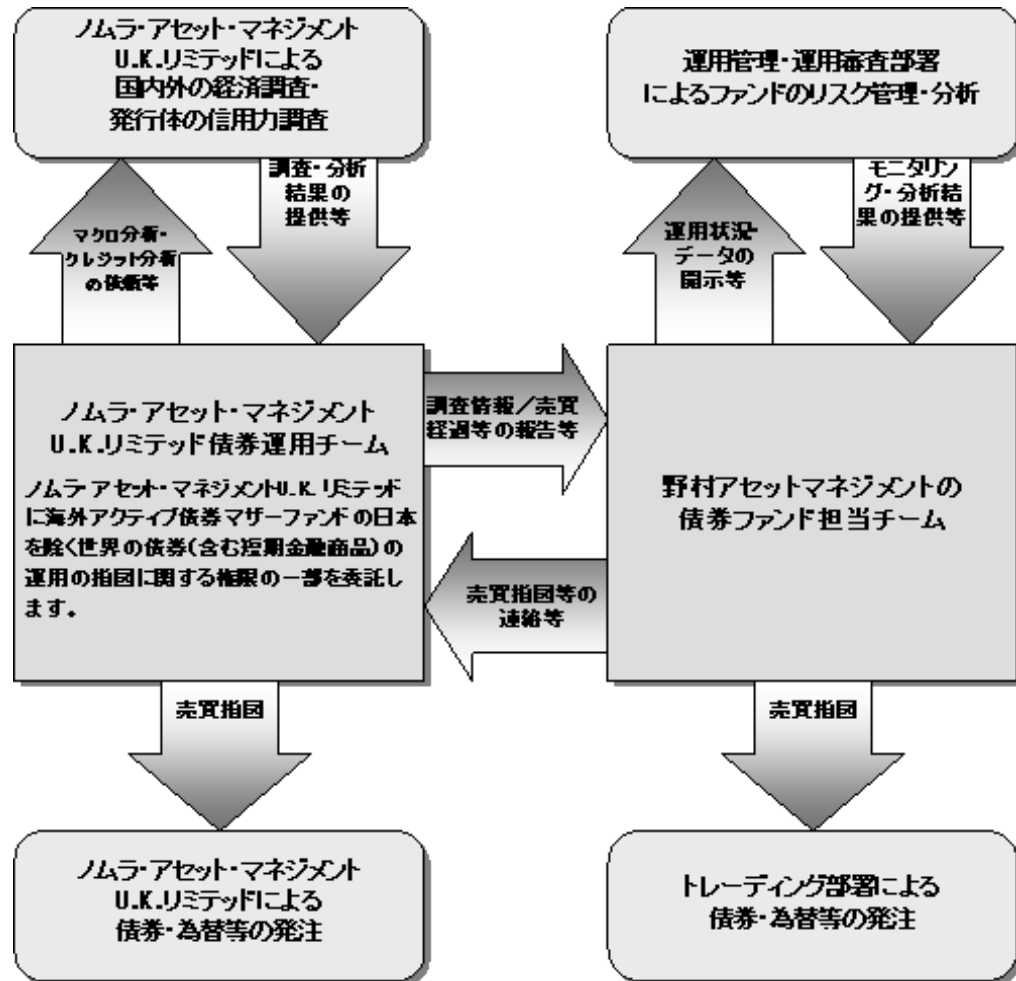 ノムラ・アセット・マネジメント
U.K.リミテッドによる
国内外の経済調査・
発行体の信用力調査
運用管理・運用審査部署
によるファンドのリスク管理・分析
マクロ分析・
クレジット分析
の依頼等
調査・分析
結果の
提供等
運用状況・
データの
開示等
モニタリン
グ・分析結
果の提供等
ノムラ・アセット・マネジメント
U.K.リミテッド債券運用チーム
ノムラ・アセット・マネジメントU.K.リミテッド
に海外アクティブ債券マザーファンドの日本
を除く世界の債券(含む短期金融商品)の
運用の指図に関する権限の一部を委託し
ます。
調査情報/売買
経過等の報告等
売買指図等の
連絡等
野村アセットマネジメントの
債券ファンド担当チーム
売買指図
売買指図
ノムラ・アセット・マネジメント
U.K.リミテッドによる
債券・為替等の発注
トレーディング部署による
債券・為替等の発注